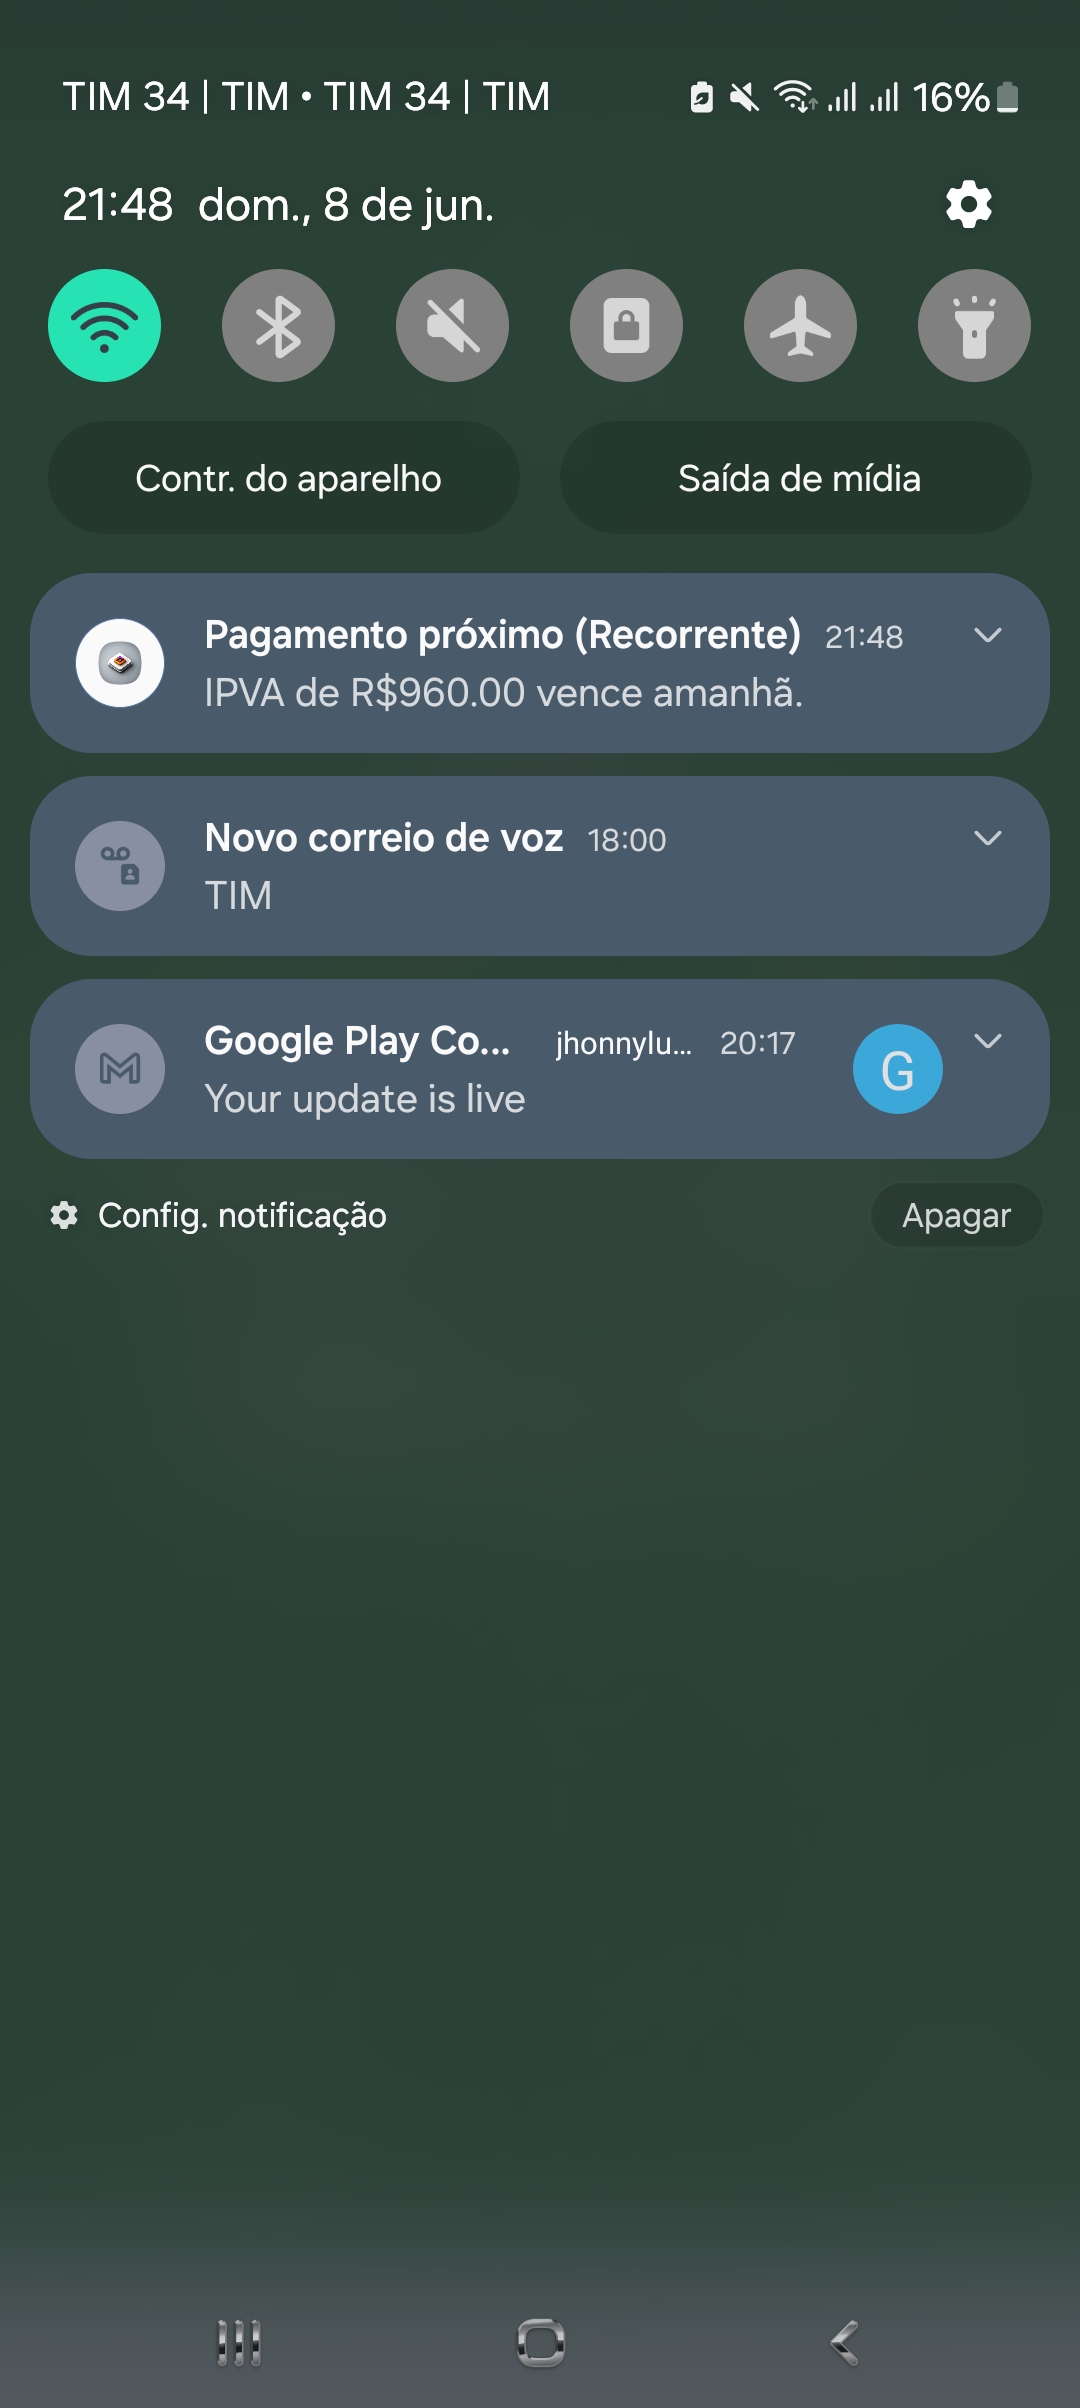 TIM 34 | TIM • TIM 34 | TIM 16%
21:48 dom., 8 de jun.
Contr. do aparelho Saída de mídia
Pagamento próximo (Recorrente) 21:48
IPVA de R$960.00 vence amanhã.
Novo correio de voz 18:00
TIM
Google Play Co... jhonnylu... 20:17
G
Your update is live
Config. notificação Apagar